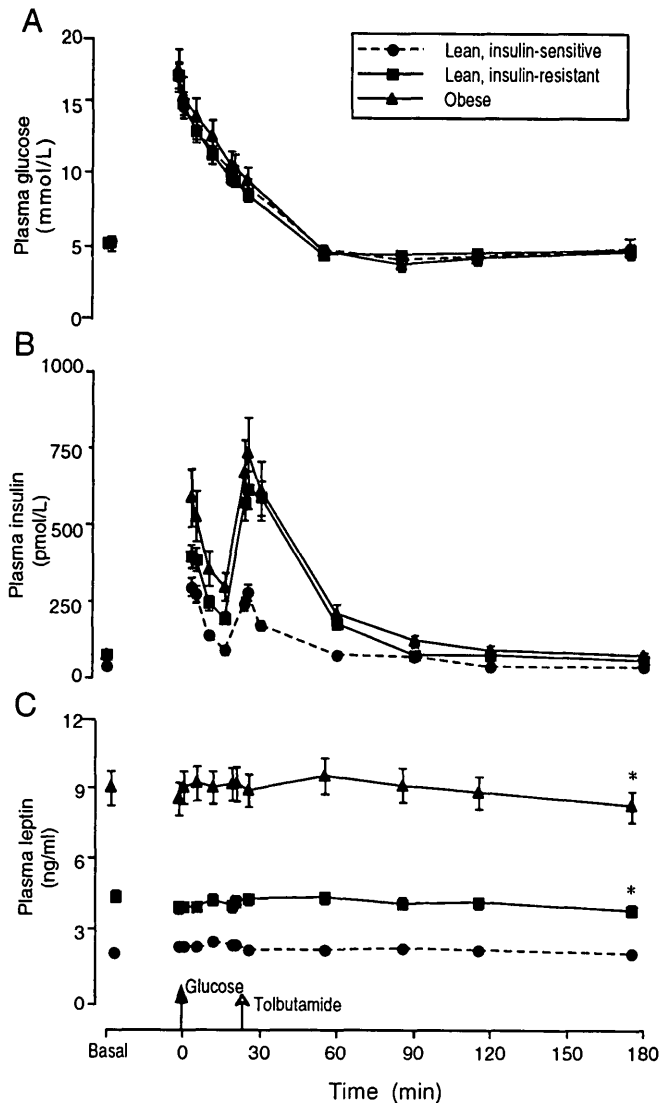 A
Plasma glucose
(mmol/L)
20
15
10
5
0
Lean, insulin-sensitive
Lean, insulin-resistant
Obese
B
Plasma insulin
(pmol/L)
1000
750
500
250
0
C
Plasma leptin
(ng/ml)
12
9
6
3
0
*
*
Glucose
Tolbutamide
Basal 0 30 60 90 120 150 180
Time (min)